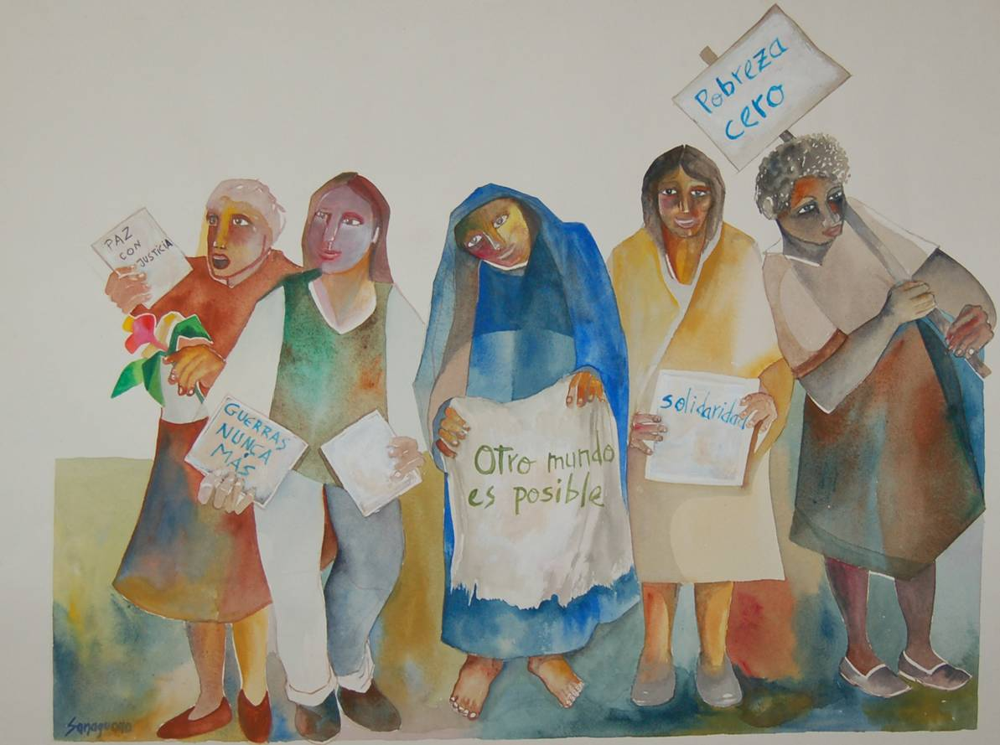 Pobreza
cero
PAZ
CON
JUSTICIA
GUERRAS
NUNCA
MÁS
Otro mundo
es posible
solidaridad